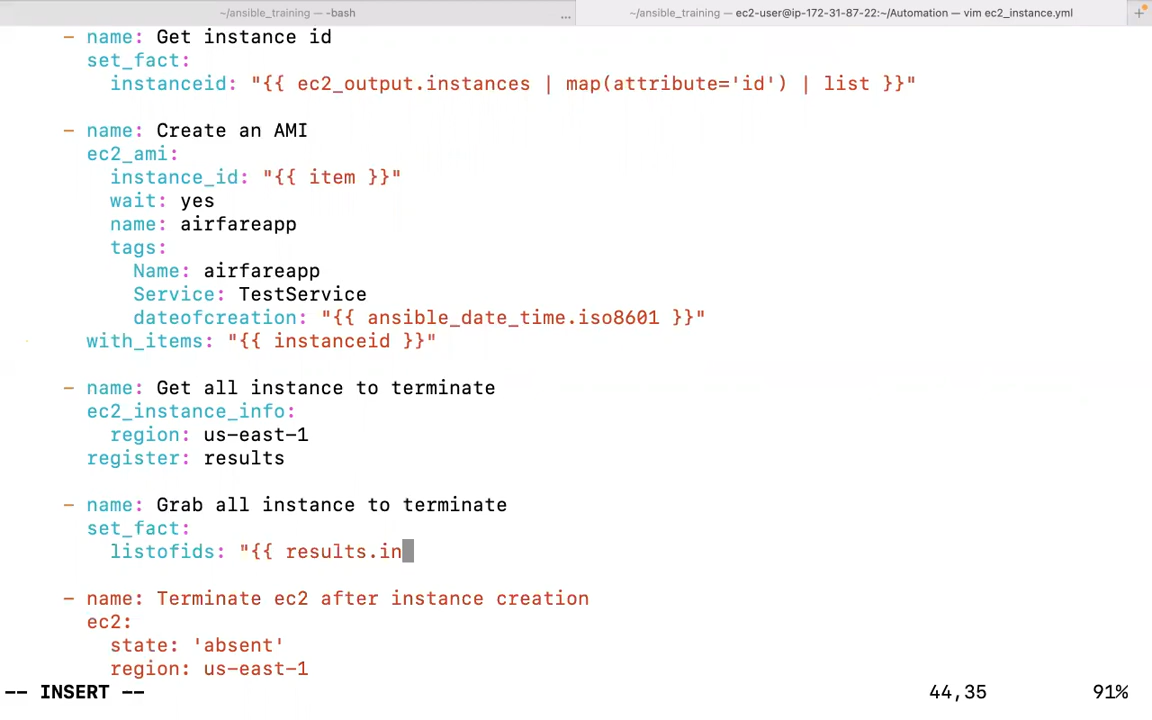 ~/ansible_training — -bash
...
~/ansible_training — ec2-user@ip-172-31-87-22:~/Automation — vim ec2_instance.yml
+
- name: Get instance id
set_fact:
instanceid: "{{ ec2_output.instances | map(attribute='id') | list }}"
- name: Create an AMI
ec2_ami:
instance_id: "{{ item }}"
wait: yes
name: airfareapp
tags:
Name: airfareapp
Service: TestService
dateofcreation: "{{ ansible_date_time.iso8601 }}"
with_items: "{{ instanceid }}"
- name: Get all instance to terminate
ec2_instance_info:
region: us-east-1
register: results
- name: Grab all instance to terminate
set_fact:
listofids: "{{ results.in
- name: Terminate ec2 after instance creation
ec2:
state: 'absent'
region: us-east-1
-- INSERT --
44,35
91%